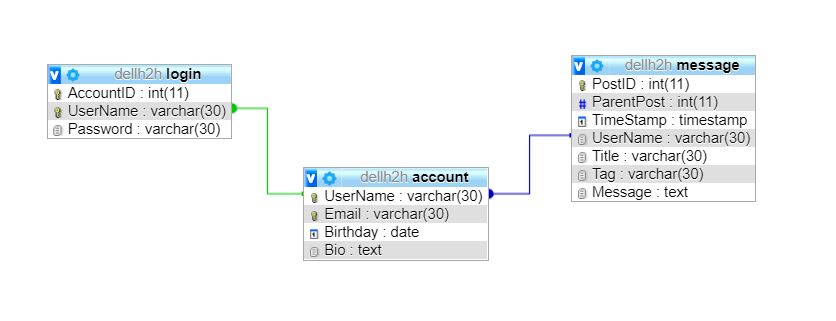 dellh2h login
AccountID : int(11)
UserName : varchar(30)
Password : varchar(30)
dellh2h account
UserName : varchar(30)
Email : varchar(30)
Birthday : date
Bio : text
dellh2h message
PostID : int(11)
ParentPost : int(11)
TimeStamp : timestamp
UserName : varchar(30)
Title : varchar(30)
Tag : varchar(30)
Message : text